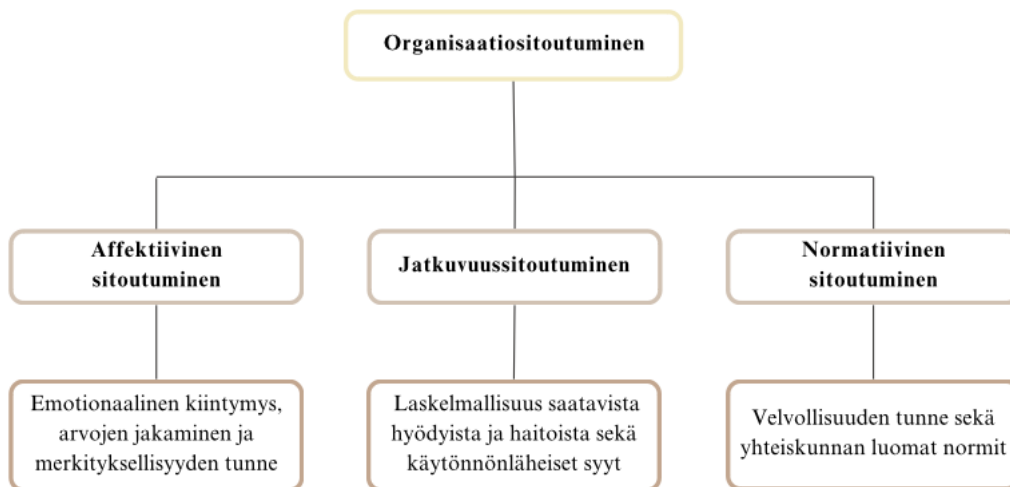 Organisaatiositoutuminen
Affektiivinen
sitoutuminen
Jatkuvuussitoutuminen
Normatiivinen
sitoutuminen
Emotionaalinen kiintymys,
arvojen jakaminen ja
merkityksellisyyden tunne
Laskelmallisuus saatavista
hyödyista ja haitoista sekä
käytönnönläheiset syyt
Velvollisuuden tunne sekä
yhteiskunnan luomat normit